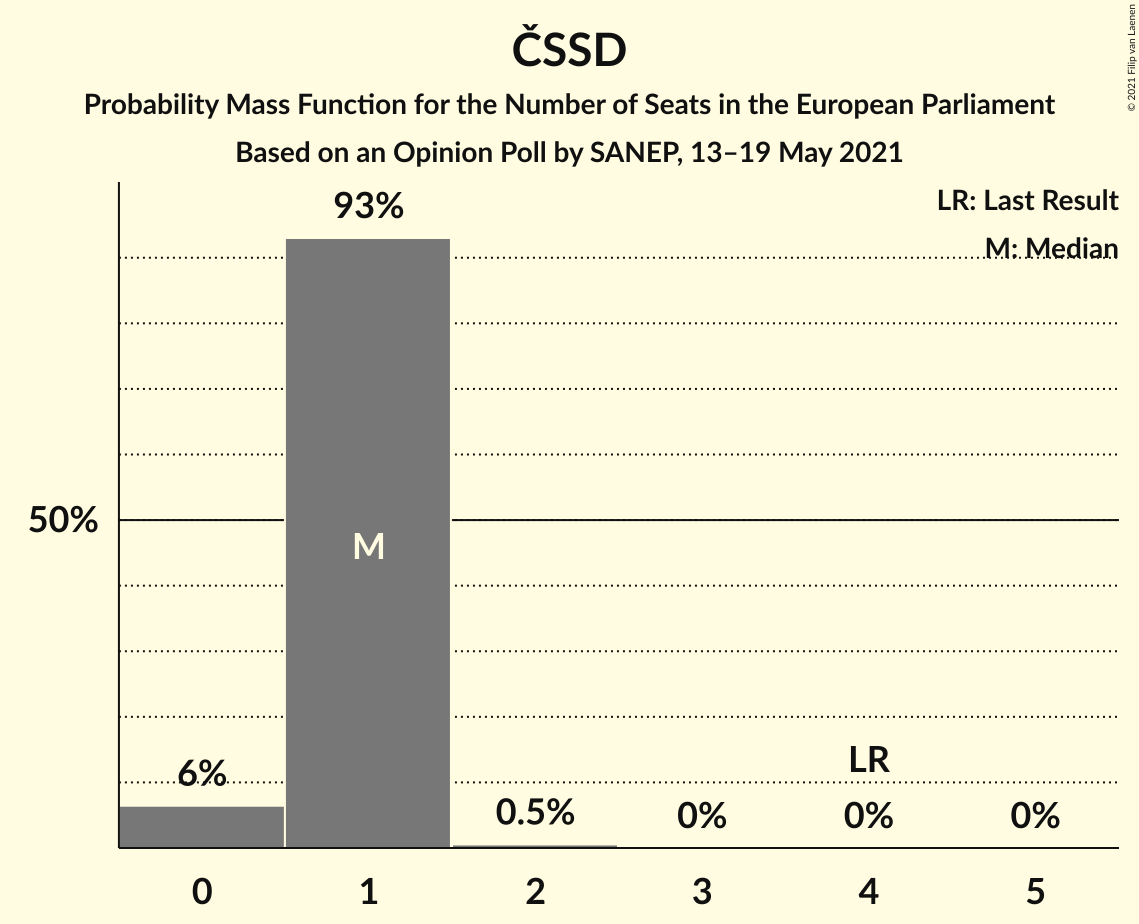 ČSSD
Probability Mass Function for the Number of Seats in the European Parliament
Based on an Opinion Poll by SANEP, 13–19 May 2021
© 2021 Filip van Laenen
LR: Last Result
M: Median
93%
50%
M
6%
0.5%
0%
LR
0%
0%
0 1 2 3 4 5